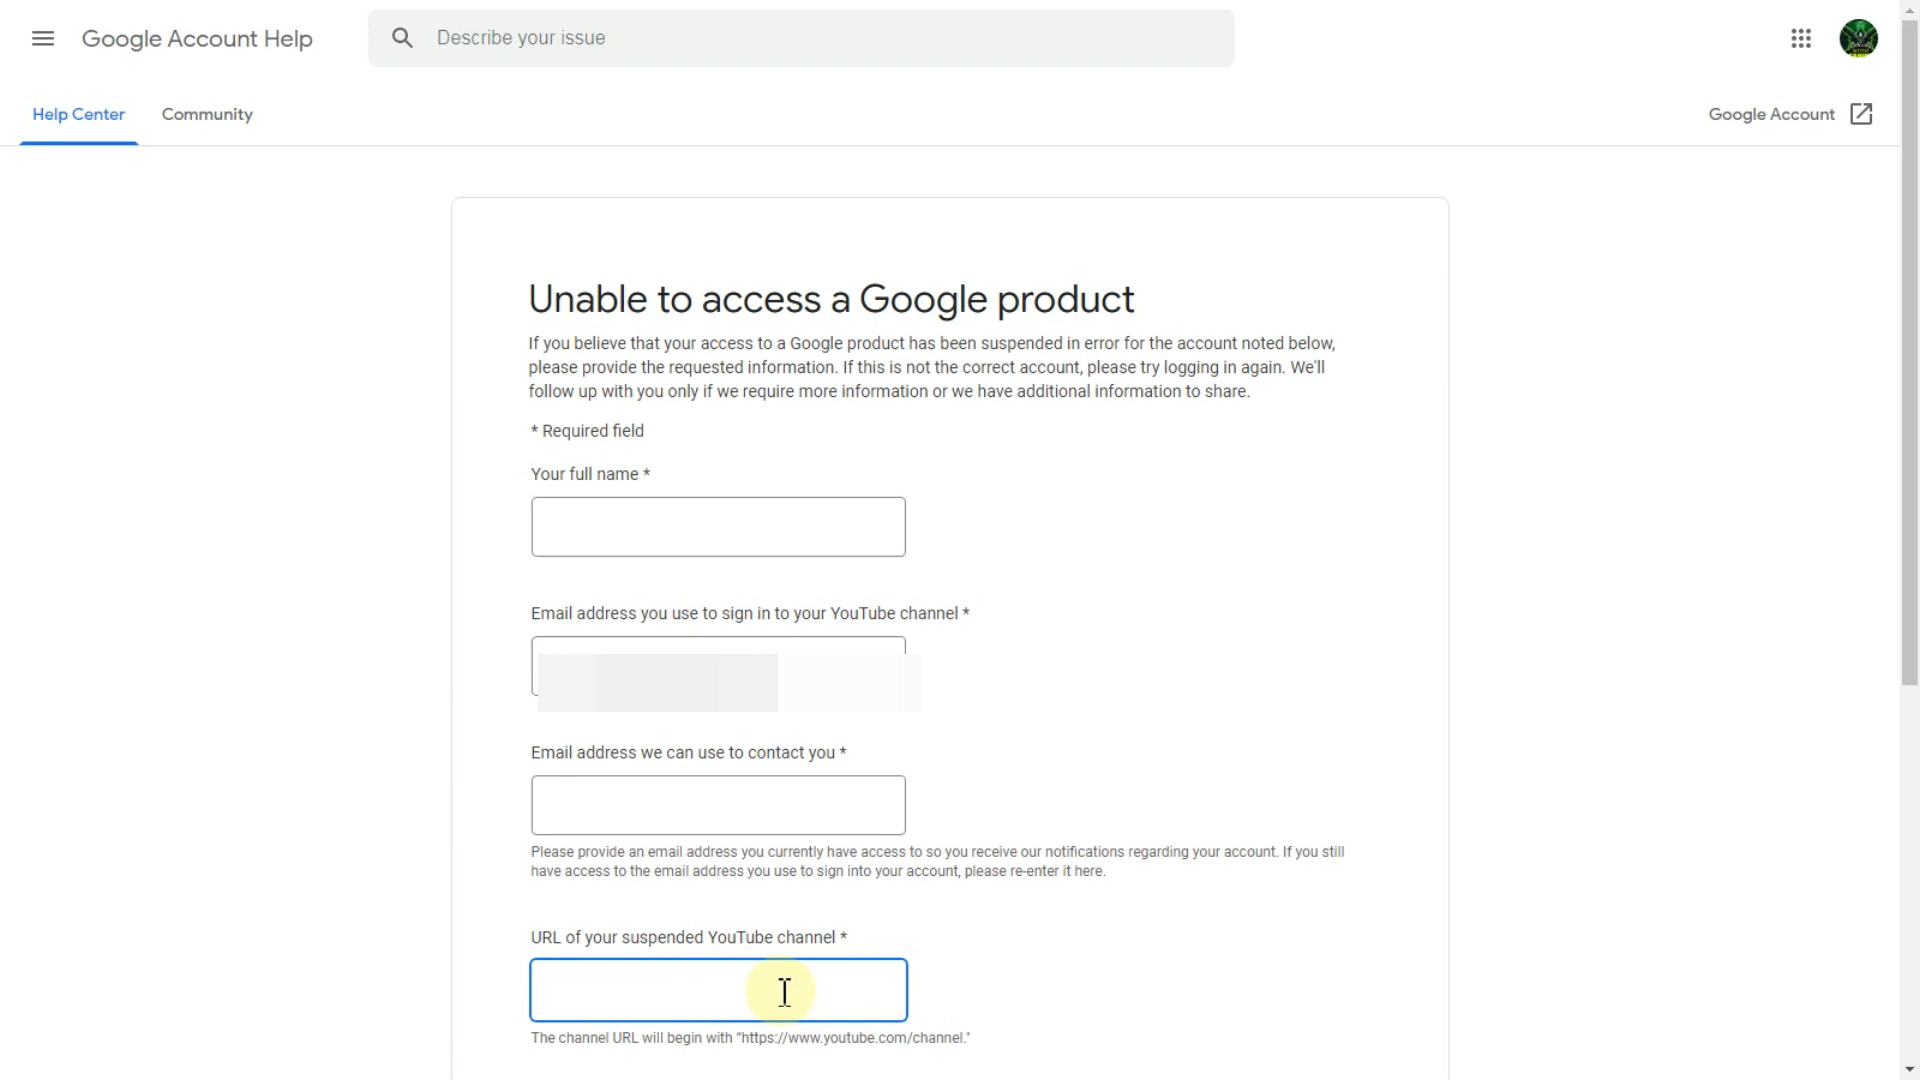 Google Account Help
Describe your issue
Help Center
Community
Google Account
Unable to access a Google product
If you believe that your access to a Google product has been suspended in error for the account noted below,
please provide the requested information. If this is not the correct account, please try logging in again. We'll
follow up with you only if we require more information or we have additional information to share.
* Required field
Your full name *
Email address you use to sign in to your YouTube channel *
Email address we can use to contact you *
Please provide an email address you currently have access to so you receive our notifications regarding your account. If you still
have access to the email address you use to sign into your account, please re-enter it here.
URL of your suspended YouTube channel *
The channel URL will begin with “https://www.youtube.com/channel."